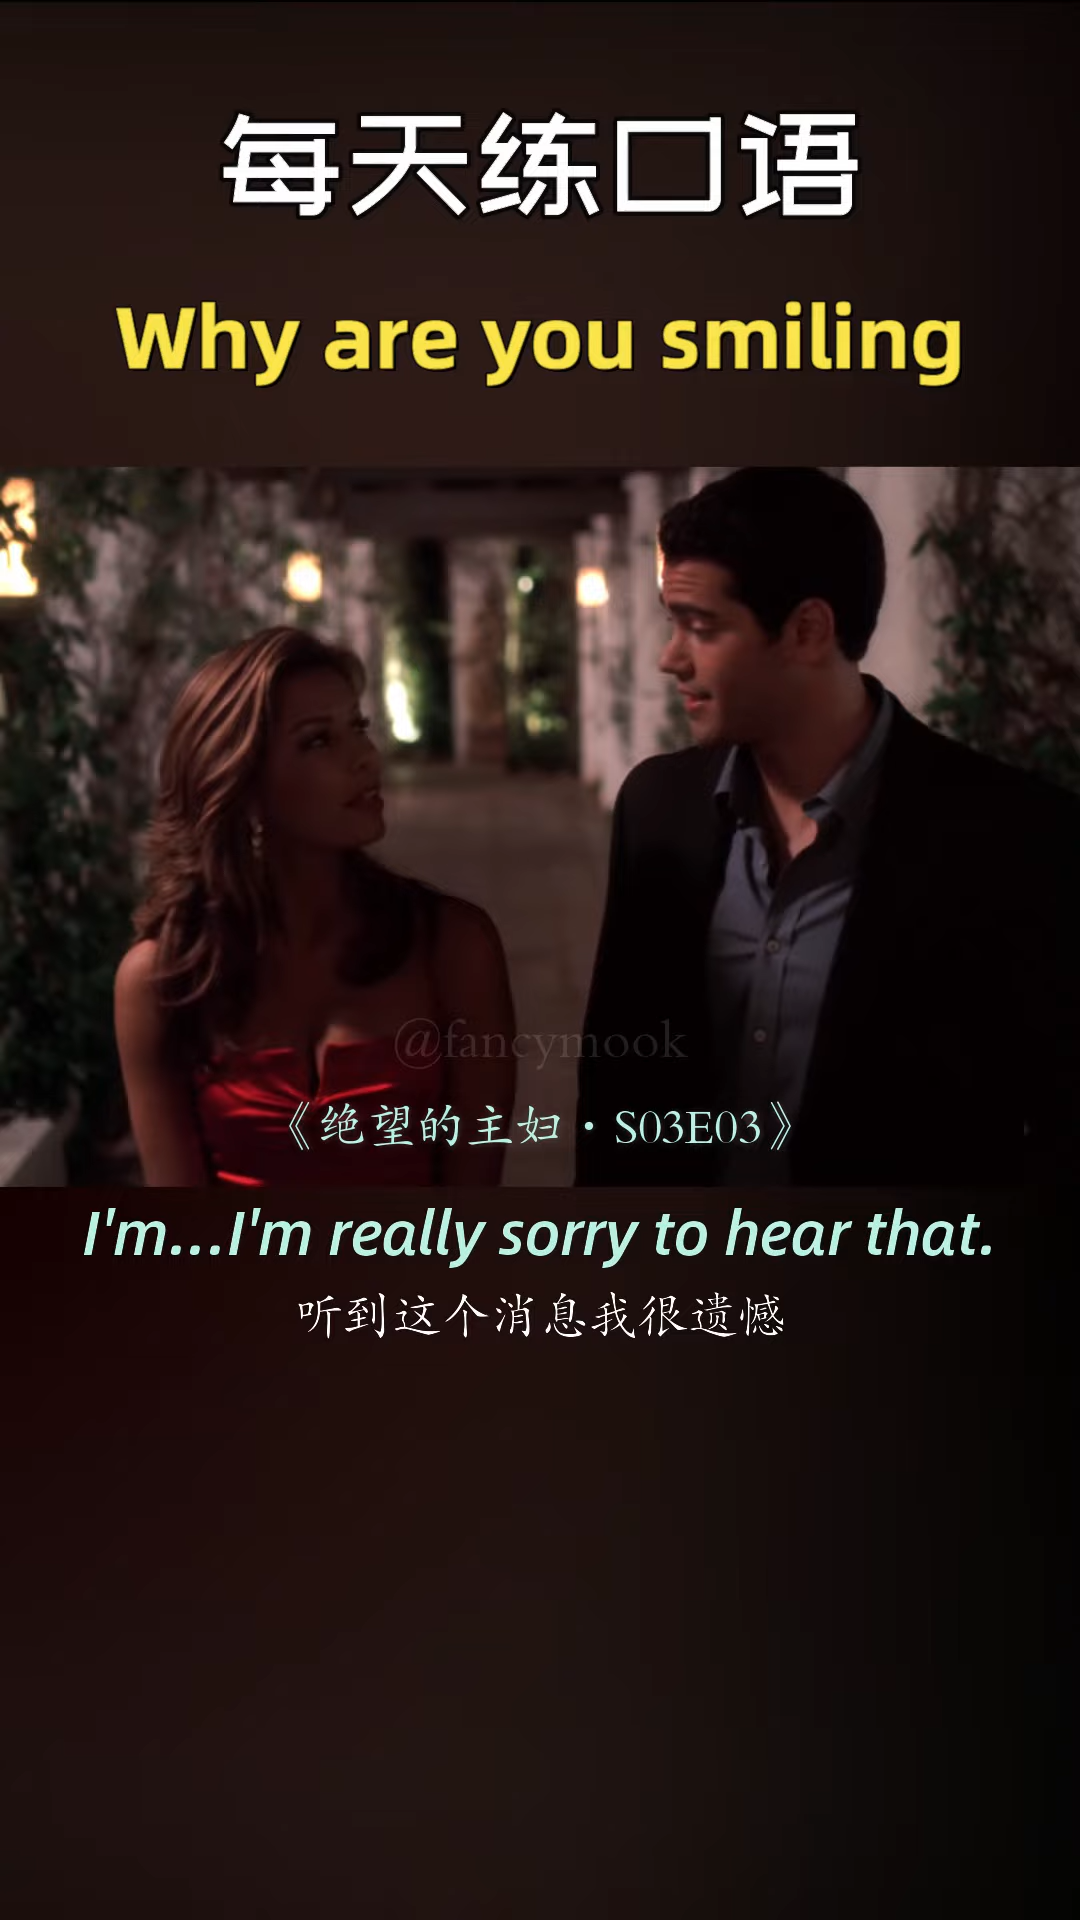 每天练口语
Why are you smiling
@fancymook
《绝望的主妇·S03E03》
I'm...I'm really sorry to hear that.
听到这个消息我很遗憾